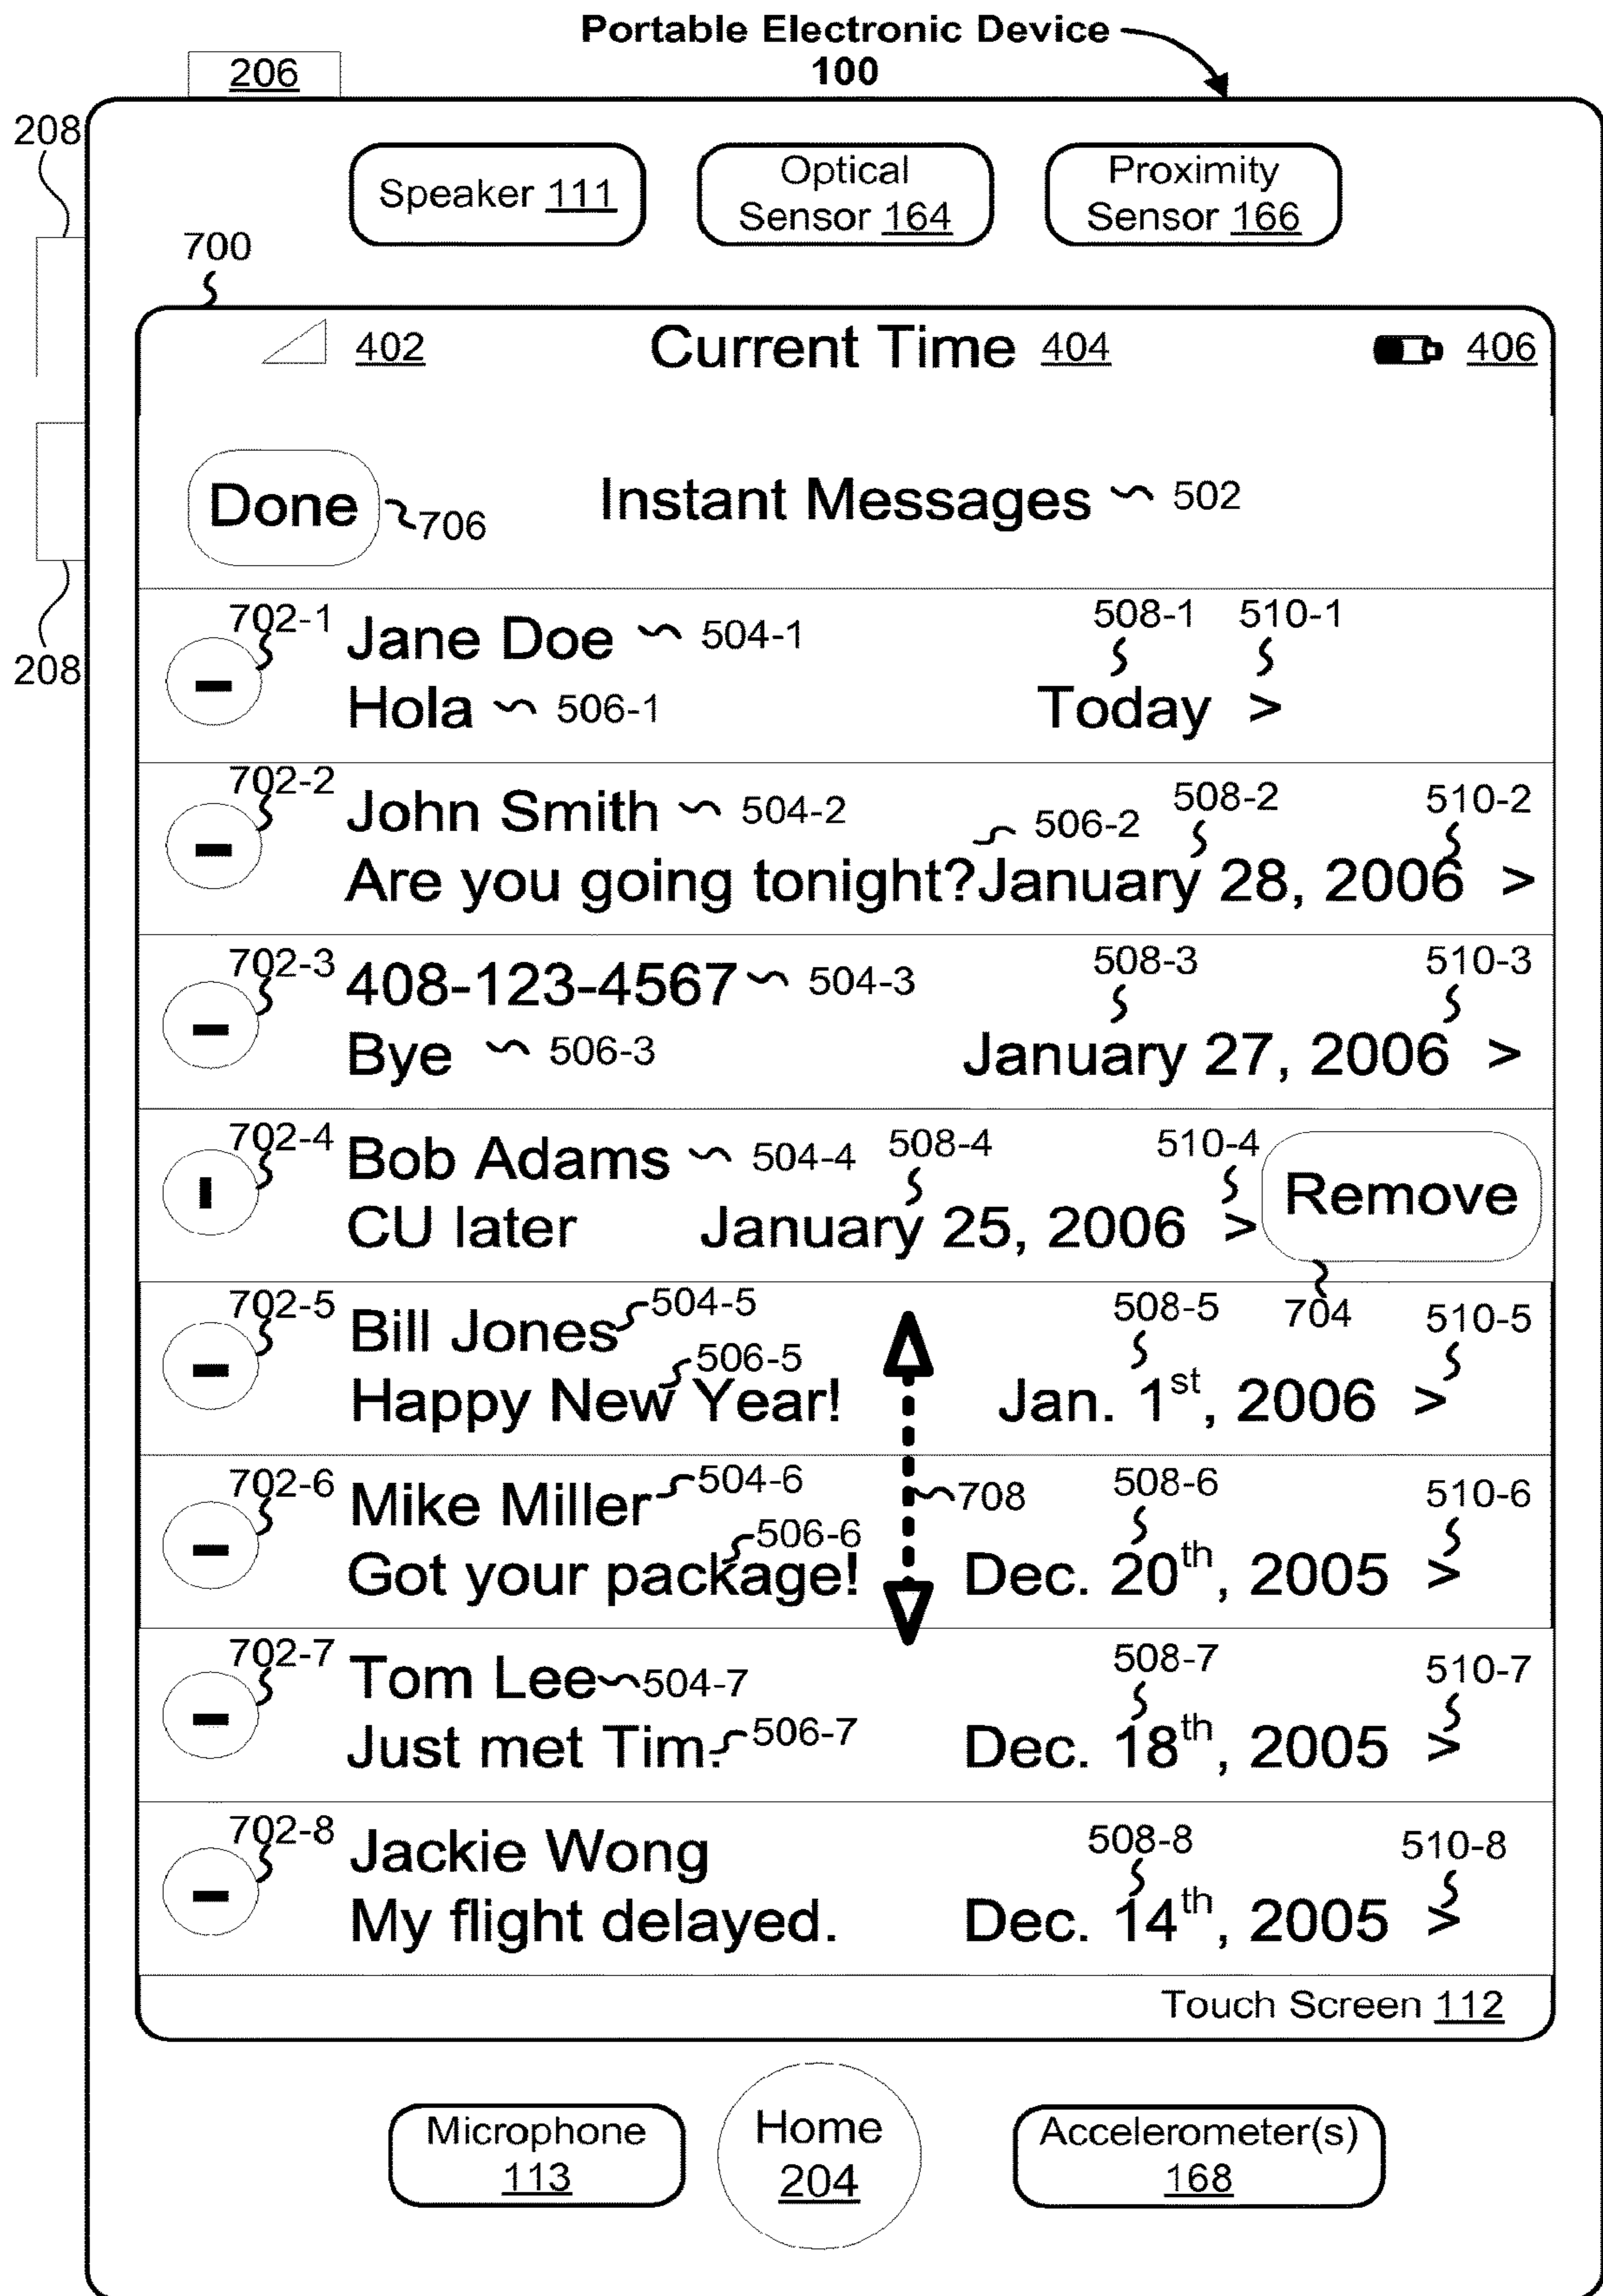 Portable Electronic Device
100
206
208
Speaker 111
Optical
Sensor 164
Proximity
Sensor 166
700
402 Current Time 404 406
Done 706 Instant Messages 502
208
702-1 Jane Doe 504-1 508-1 510-1
Hola 506-1 Today >
702-2 John Smith 504-2 506-2 508-2 510-2
Are you going tonight? January 28, 2006 >
702-3 408-123-4567 504-3 508-3 510-3
Bye 506-3 January 27, 2006 >
702-4 Bob Adams 504-4 508-4 510-4 Remove
CU later January 25, 2006 >
704
702-5 Bill Jones 504-5 508-5 510-5
506-5
Happy New Year! Jan. 1st, 2006 >
702-6 Mike Miller 504-6 708 508-6 510-6
506-6
Got your package! Dec. 20th, 2005 >
702-7 Tom Lee 504-7 508-7 510-7
Just met Tim. 506-7 Dec. 18th, 2005 >
702-8 Jackie Wong 508-8 510-8
My flight delayed. Dec. 14th, 2005 >
Touch Screen 112
Microphone
113
Home
204
Accelerometer(s)
168